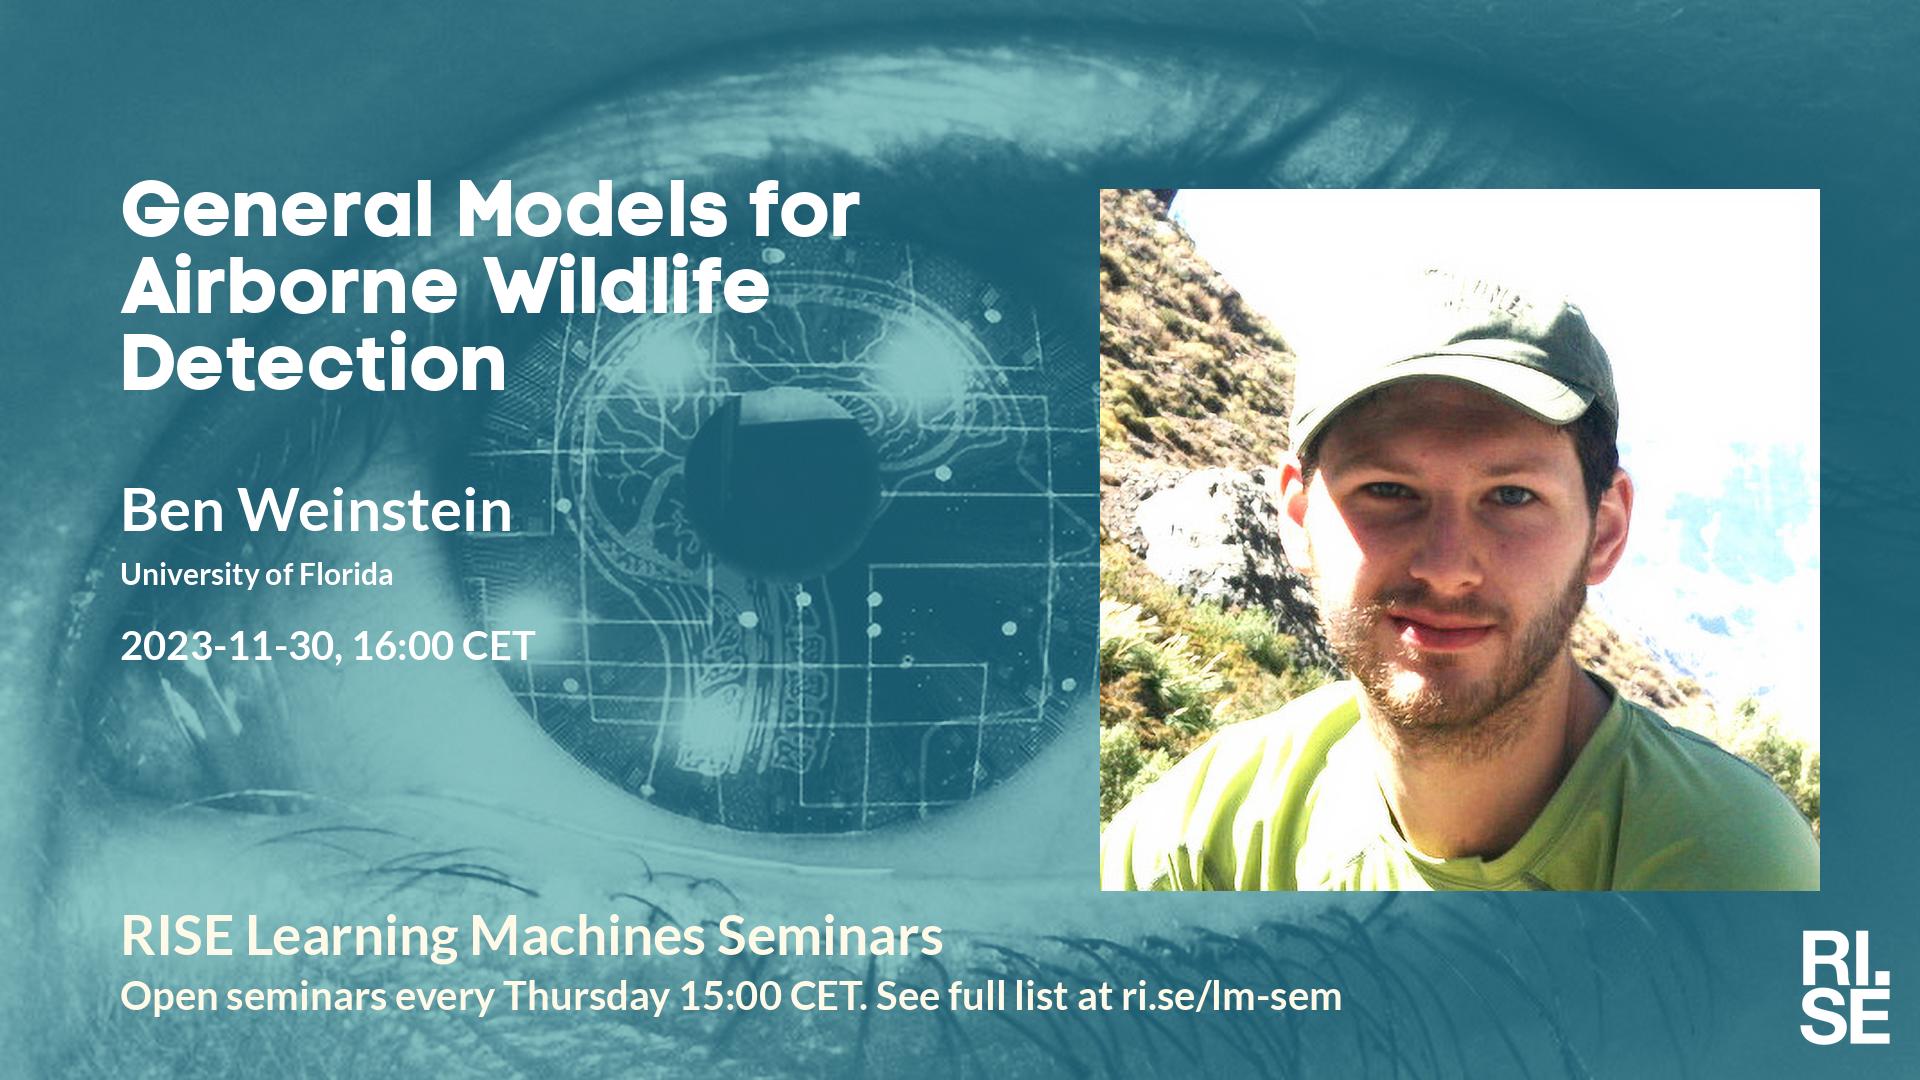 General Models for
Airborne Wildlife
Detection
Ben Weinstein
University of Florida
2023-11-30, 16:00 CET
RISE Learning Machines Seminars
Open seminars every Thursday 15:00 CET. See full list at ri.se/lm-sem
RI.
SE